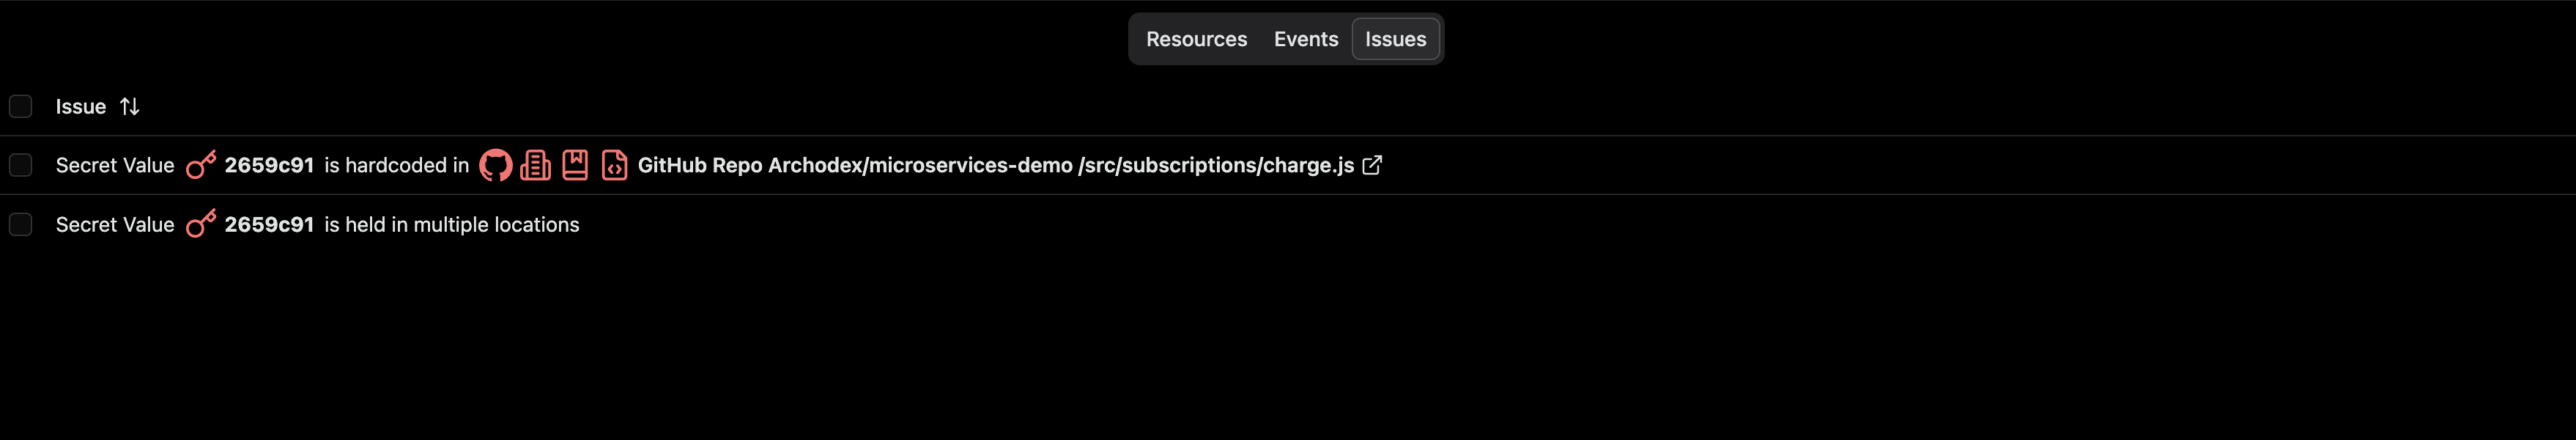 Resources Events Issues
Issue
Secret Value 2659c91 is hardcoded in GitHub Repo Archodex/microservices-demo /src/subscriptions/charge.js
Secret Value 2659c91 is held in multiple locations